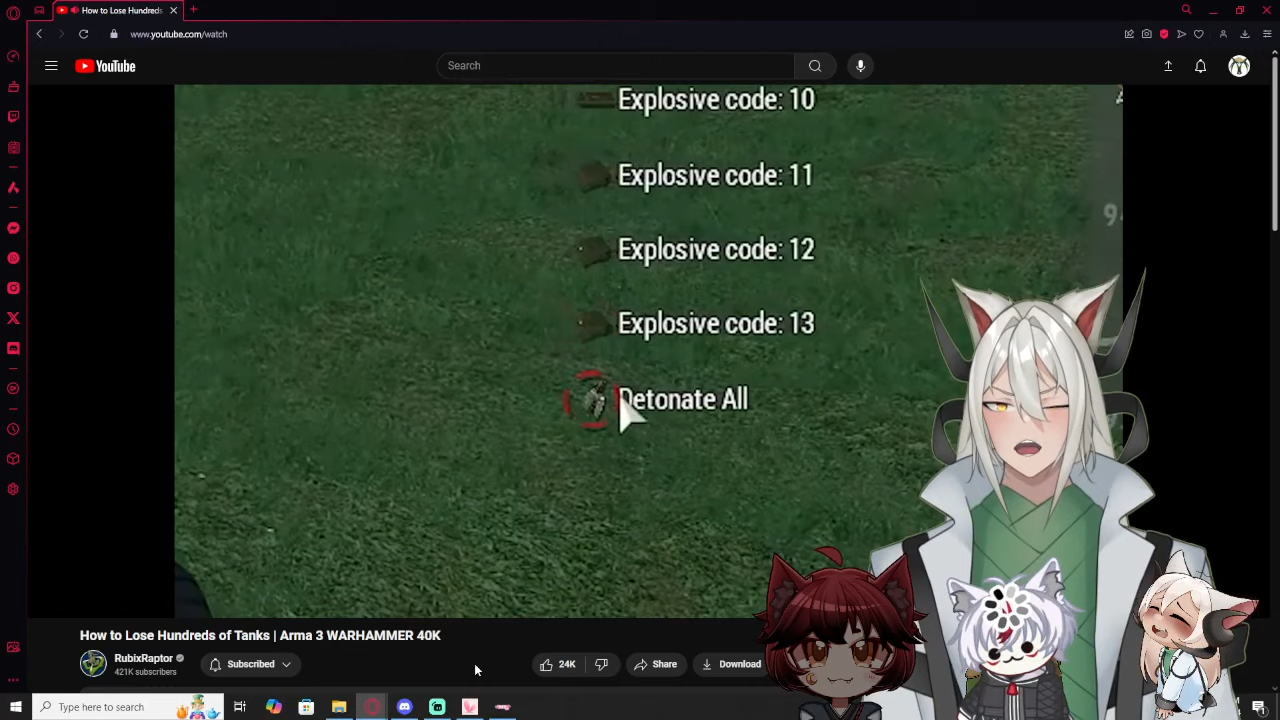 How to Lose Hundreds
www.youtube.com/watch
YouTube
Search
Explosive code: 10
Explosive code: 11
Explosive code: 12
Explosive code: 13
Detonate All
How to Lose Hundreds of Tanks | Arma 3 WARHAMMER 40K
RubixRaptor
421K subscribers
Subscribed
24K
Share
Download
Type here to search